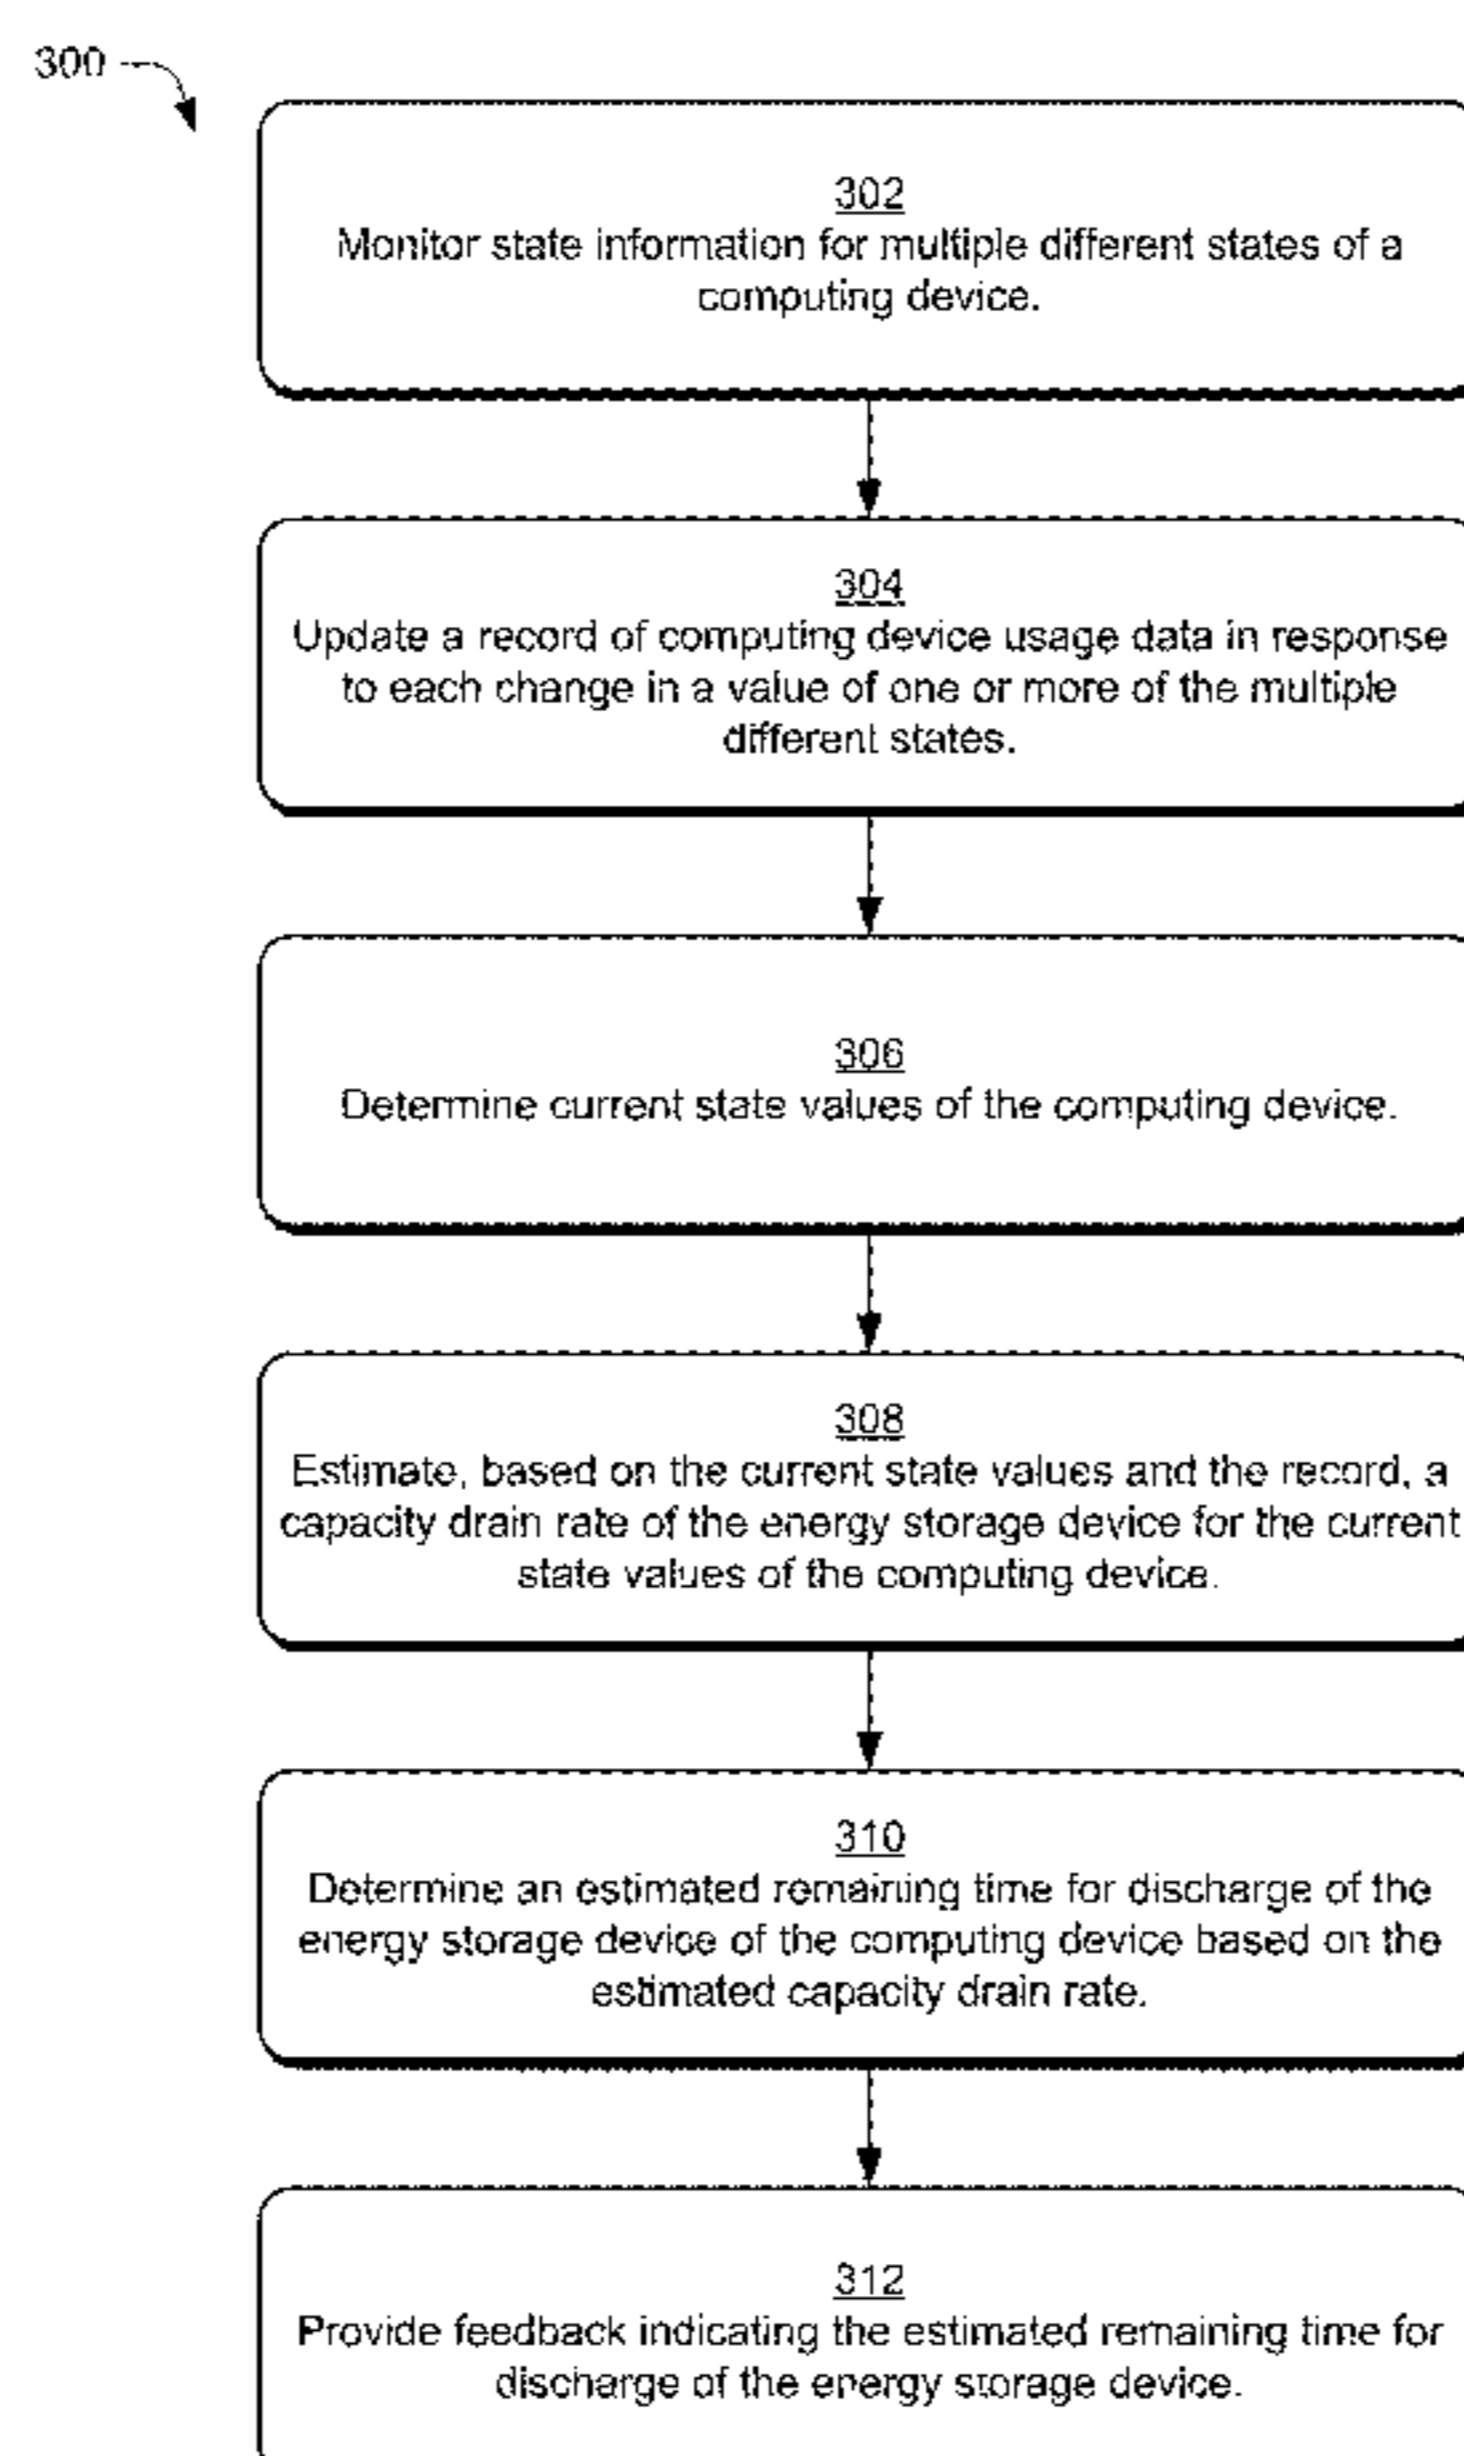 300
302
Monitor state information for multiple different states of a
computing device.
304
Update a record of computing device usage data in response
to each change in a value of one or more of the multiple
different states.
306
Determine current state values of the computing device.
308
Estimate, based on the current state values and the record, a
capacity drain rate of the energy storage device for the current
state values of the computing device.
310
Determine an estimated remaining time for discharge of the
energy storage device of the computing device based on the
estimated capacity drain rate.
312
Provide feedback indicating the estimated remaining time for
discharge of the energy storage device.